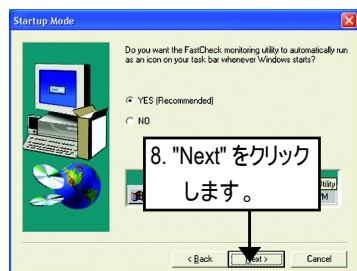 Startup Mode
Do you want the FastCheck monitoring utility to automatically run
as an icon on your task bar whenever Windows starts?
YES (Recommended)
NO
8. "Next" をクリック
します。
Utility
M
< Back
Next >
Cancel